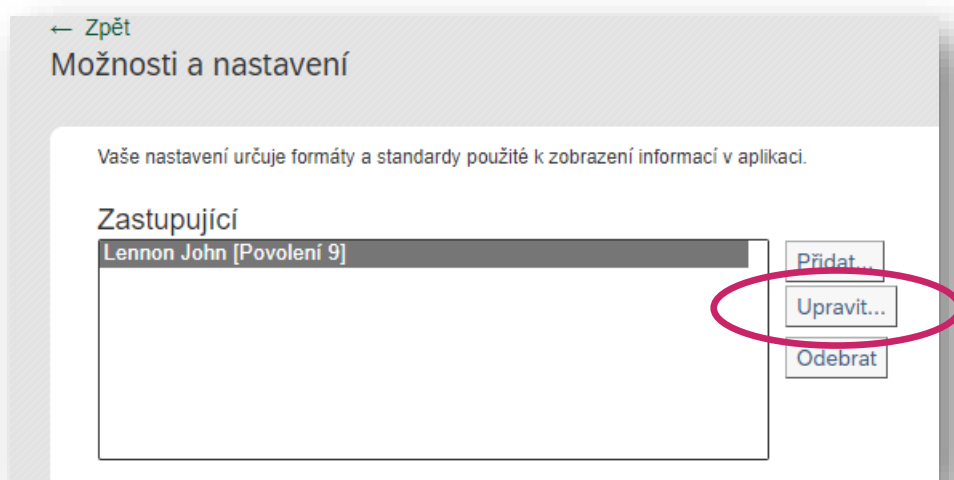 ← Zpět
Možnosti a nastavení
Vaše nastavení určuje formáty a standardy použité k zobrazení informací v aplikaci.
Zastupující
Lennon John [Povolení 9]
Přidat...
Upravit...
Odebrat